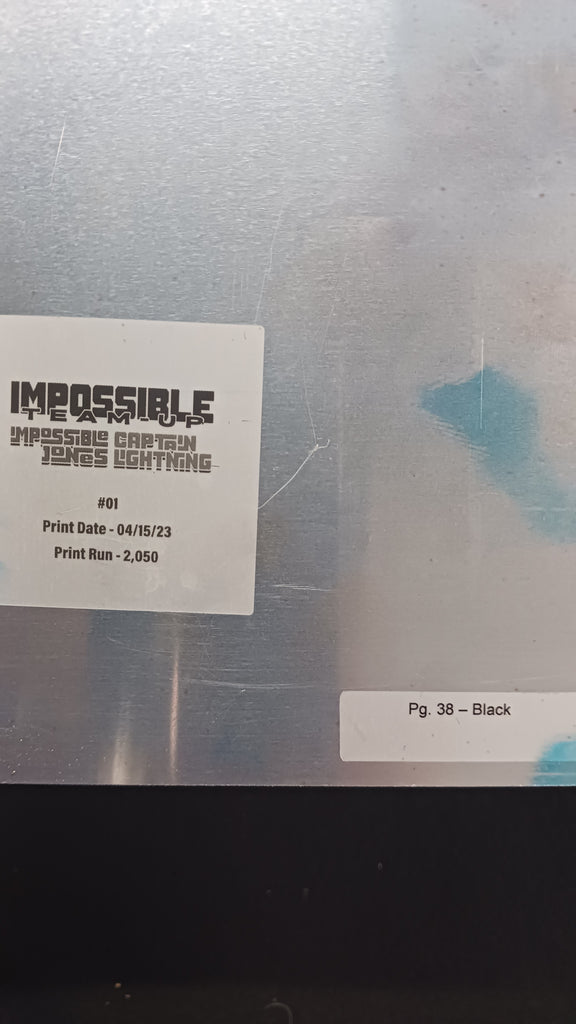 IMPOSSIBLE
TEAM-UP
IMPOSSIBLE CAPTAIN
JONES LIGHTNING
#01
Print Date - 04/15/23
Print Run - 2,050
Pg. 38 – Black